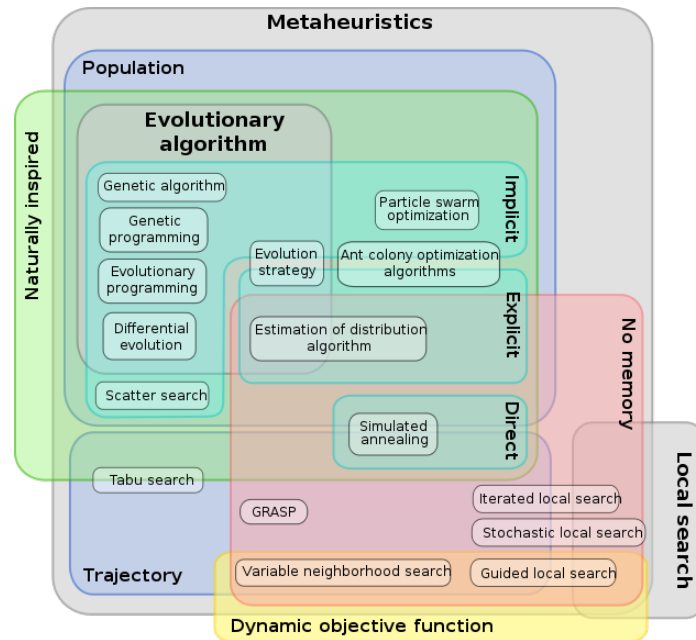 Metaheuristics
Population
Naturally inspired
Evolutionary
algorithm
Implicit
Genetic algorithm
Particle swarm
optimization
Genetic
programming
Evolution
strategy
Ant colony optimization
algorithms
Evolutionary
programming
Explicit
Differential
evolution
Estimation of distribution
algorithm
No memory
Scatter search
Direct
Simulated
annealing
Local search
Tabu search
Iterated local search
GRASP
Stochastic local search
Trajectory
Variable neighborhood search
Guided local search
Dynamic objective function